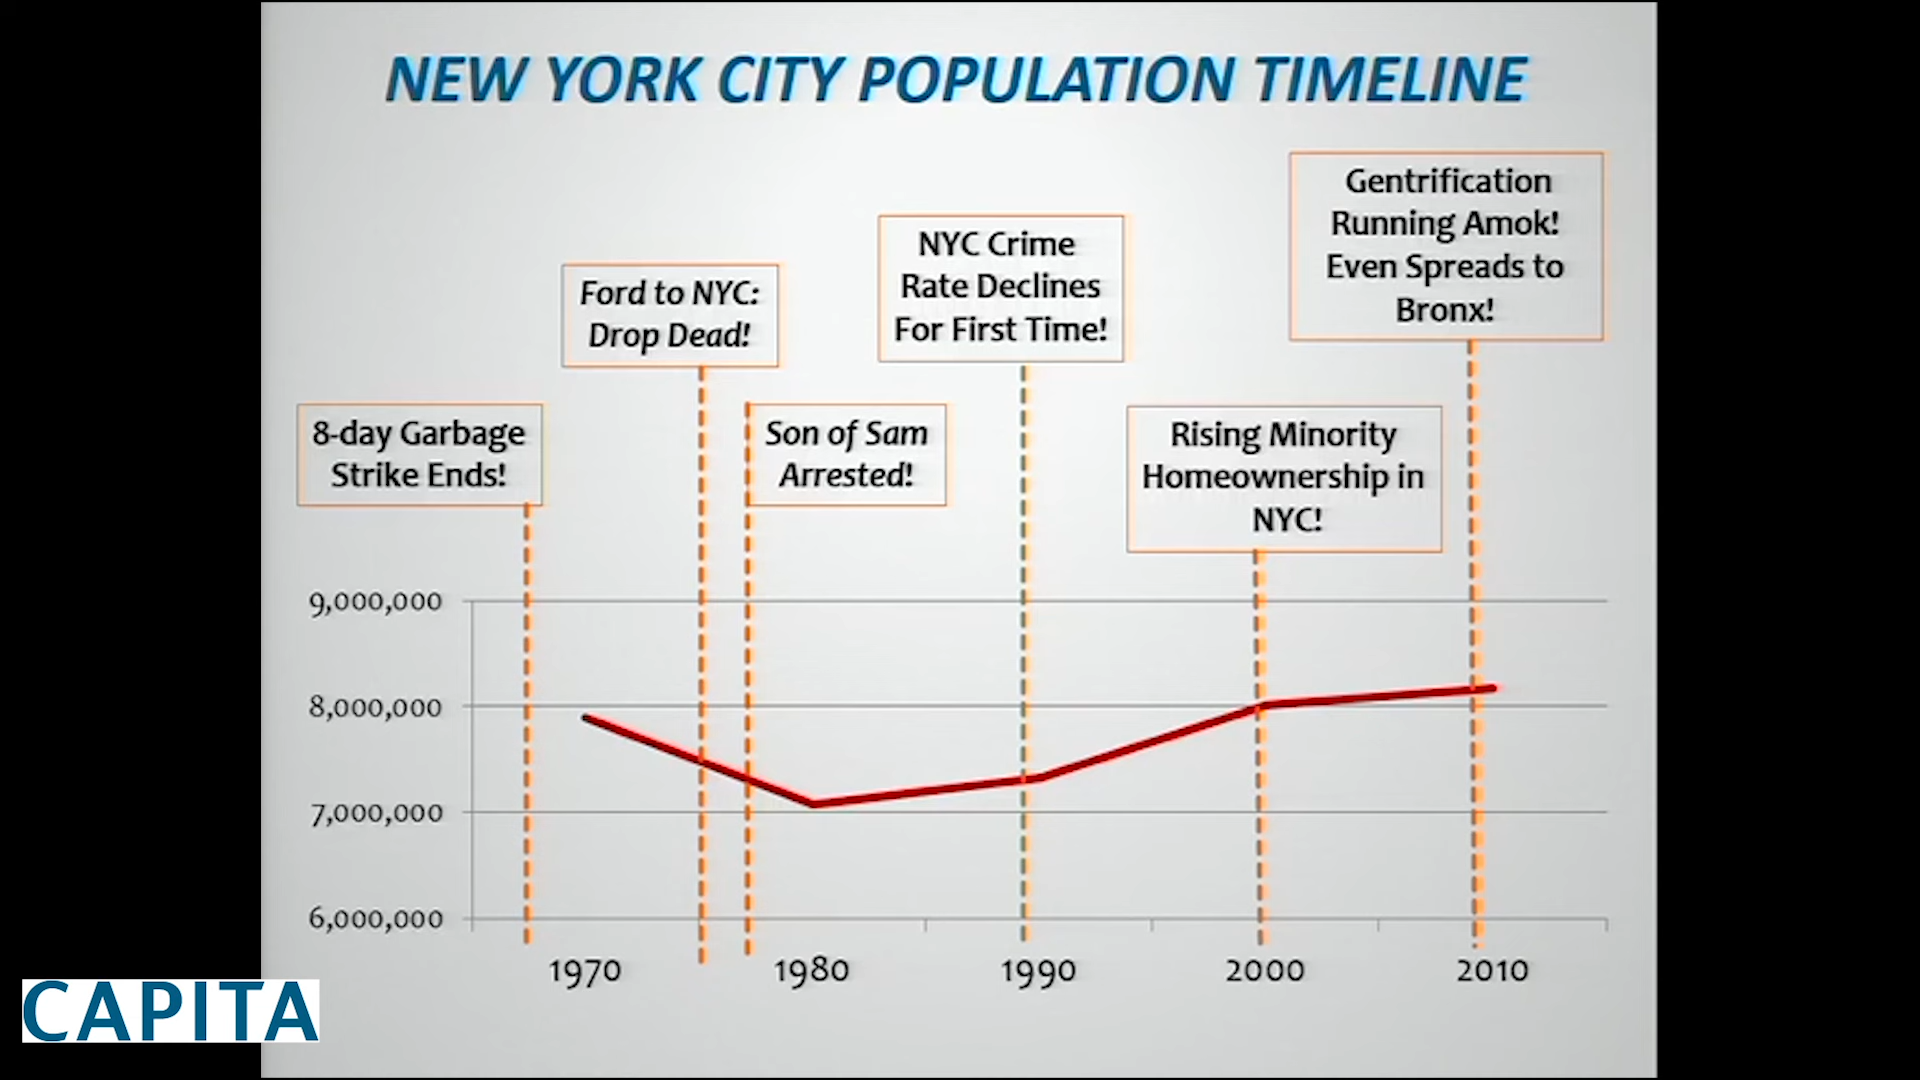 NEW YORK CITY POPULATION TIMELINE
Gentrification
Running Amok!
Even Spreads to
Bronx!
NYC Crime
Rate Declines
For First Time!
Ford to NYC:
Drop Dead!
8-day Garbage
Strike Ends!
Son of Sam
Arrested!
Rising Minority
Homeownership in
NYC!
9,000,000
8,000,000
7,000,000
6,000,000
1970 1980 1990 2000 2010
CAPITA